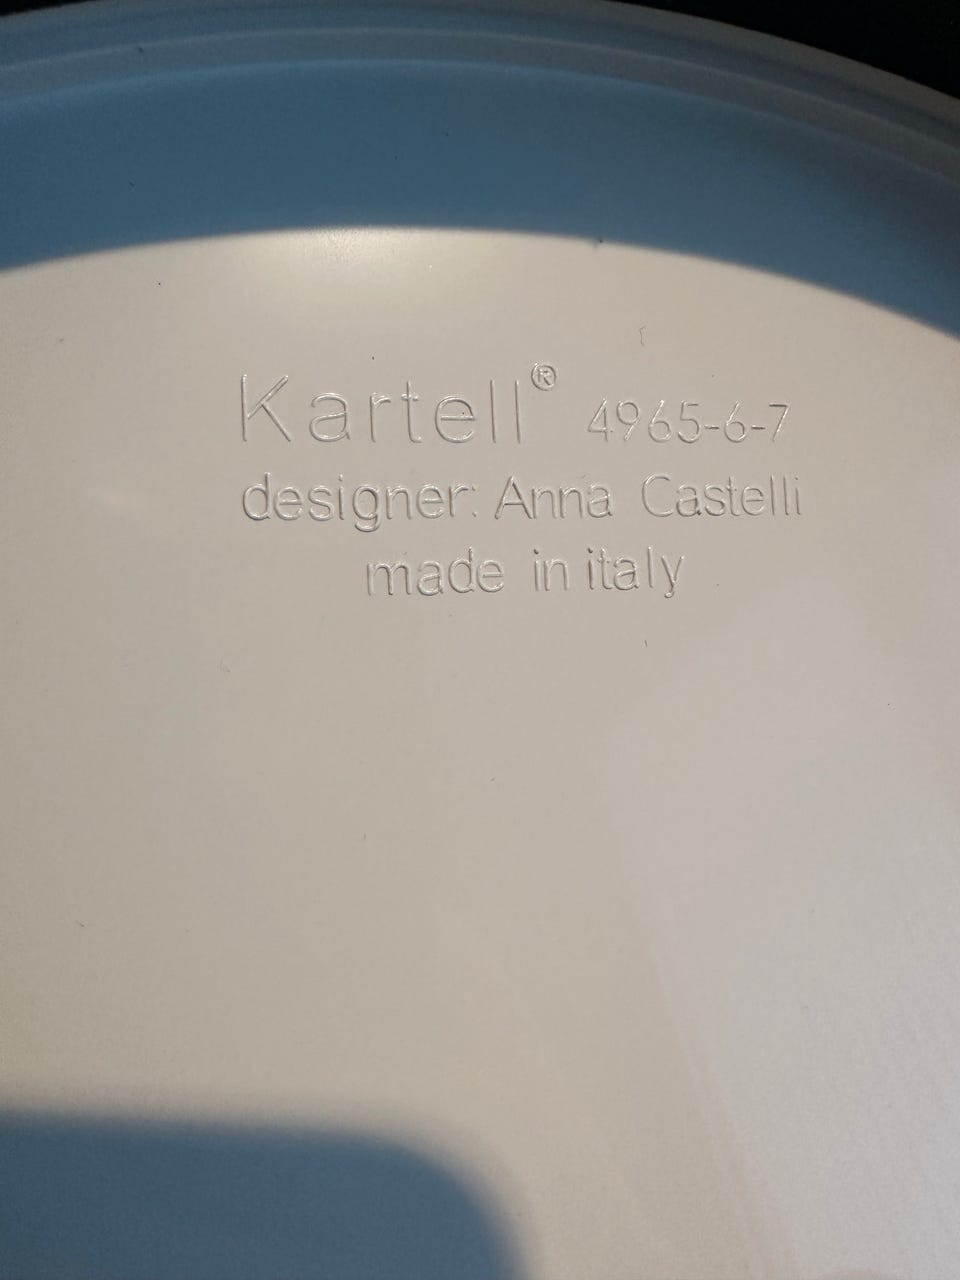 Kartell® 4965-6-7
designer: Anna Castelli
made in italy